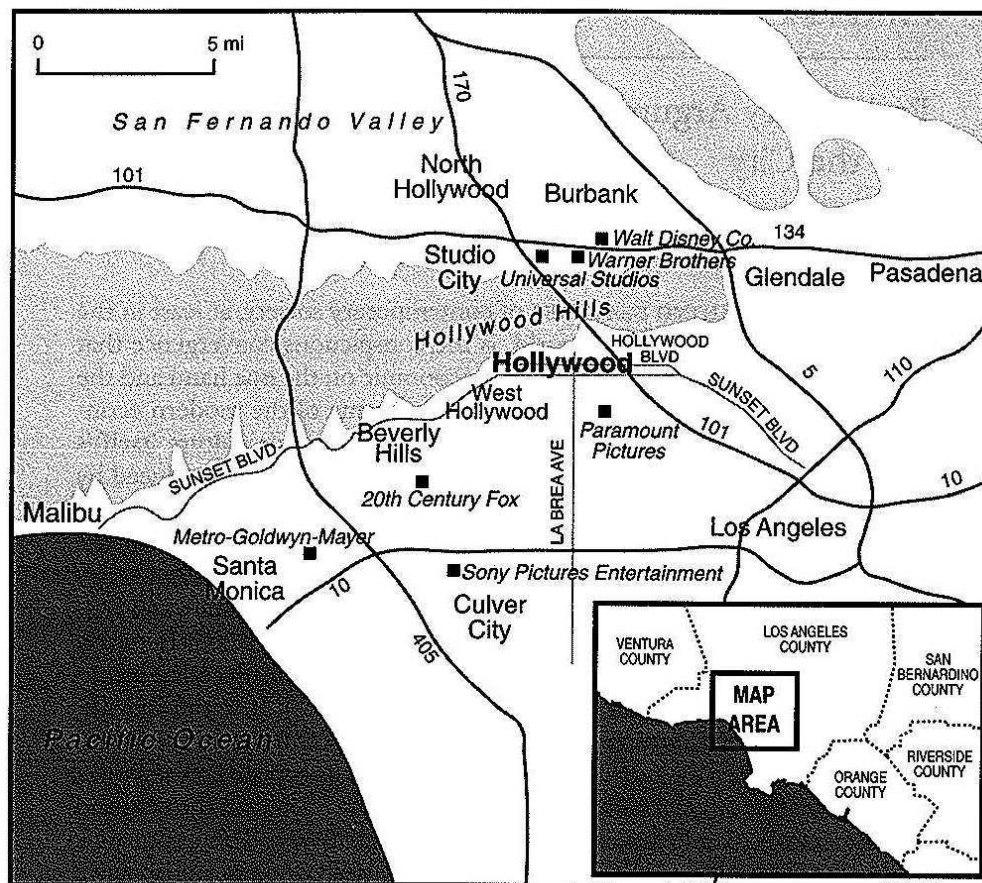 0 5 mi
170
San Fernando Valley
North
Hollywood
101
Burbank
Walt Disney Co.
134
Studio
City
Warner Brothers
Universal Studios
Glendale
Pasadena
Hollywood Hills
HOLLYWOOD
BLVD
Hollywood
5
110
SUNSET BLVD
West
Hollywood
101
Paramount
Pictures
Beverly
Hills
SUNSET BLVD
20th Century Fox
LA BREA AVE
10
Malibu
Los Angeles
Metro-Goldwyn-Mayer
Santa
Monica
10
Sony Pictures Entertainment
Culver
City
405
Pacific Ocean
VENTURA
COUNTY
LOS ANGELES
COUNTY
SAN
BERNARDINO
COUNTY
MAP
AREA
RIVERSIDE
COUNTY
ORANGE
COUNTY